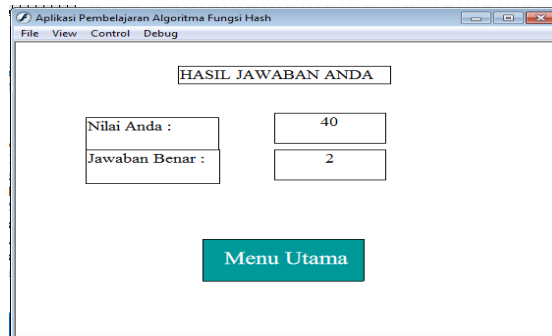 Aplikasi Pembelajaran Algoritma Fungsi Hash
File View Control Debug
HASIL JAWABAN ANDA
Nilai Anda : 40
Jawaban Benar : 2
Menu Utama